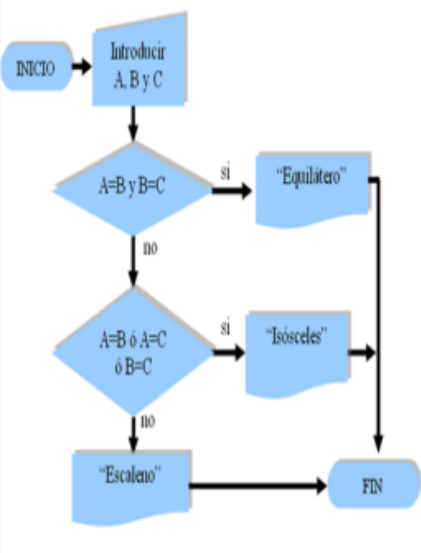 INICIO
Introducir
A, B y C
A=B y B=C
si
"Equilátero"
no
A=B ó A=C
ó B=C
si
"Isósceles"
no
"Escaleno"
FIN